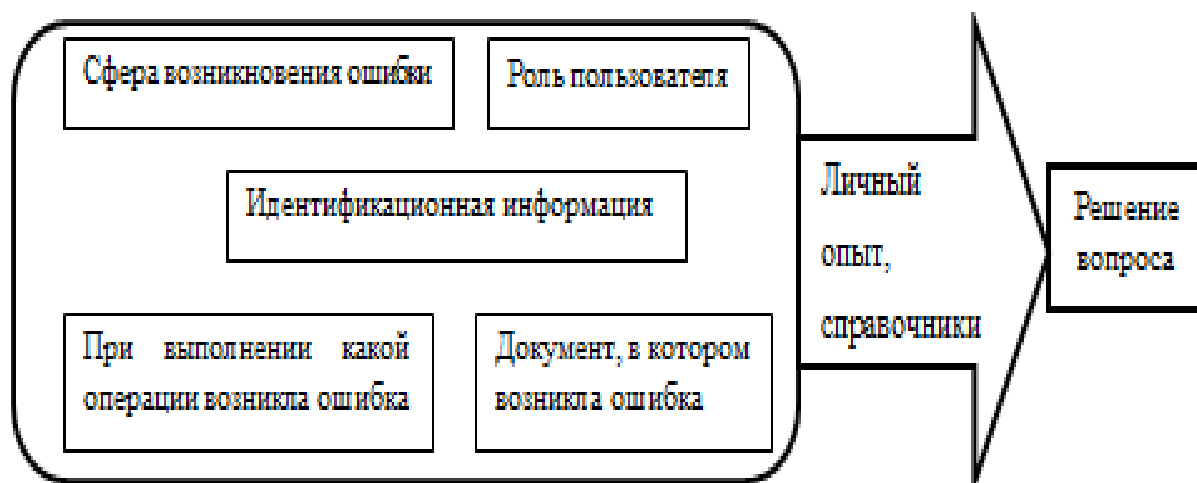 Сфера возникновения ошибки
Роль пользователя
Идентификационная информация
При выполнении какой
операции возникла ошибка
Документ, в котором
возникла ошибка
Личный
опыт,
справочники
Решение
вопроса